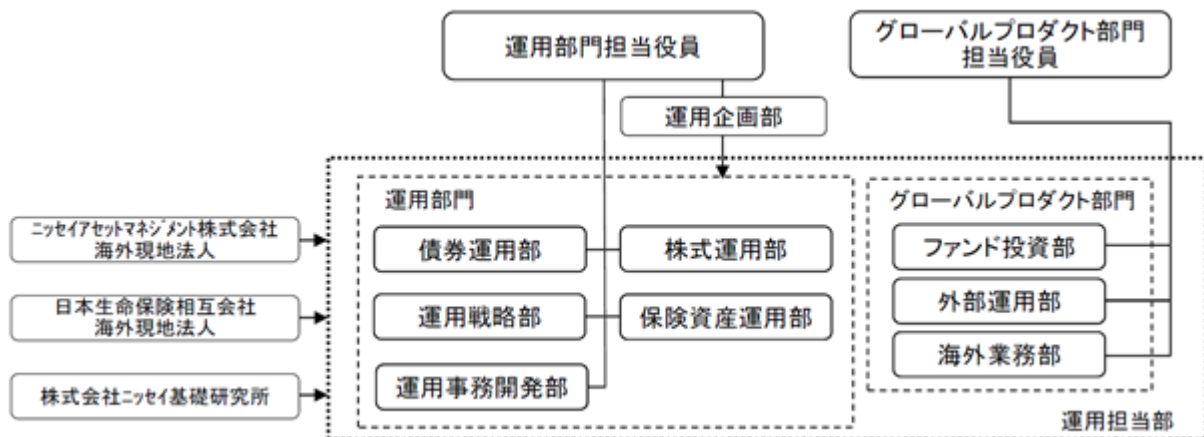 運用部門担当役員
グローバルプロダクト部門
担当役員
運用企画部
運用部門
グローバルプロダクト部門
ニッセイアセットマネジメント株式会社
海外現地法人
債券運用部
株式運用部
ファンド投資部
日本生命保険相互会社
海外現地法人
運用戦略部
保険資産運用部
外部運用部
海外業務部
株式会社ニッセイ基礎研究所
運用事務開発部
運用担当部